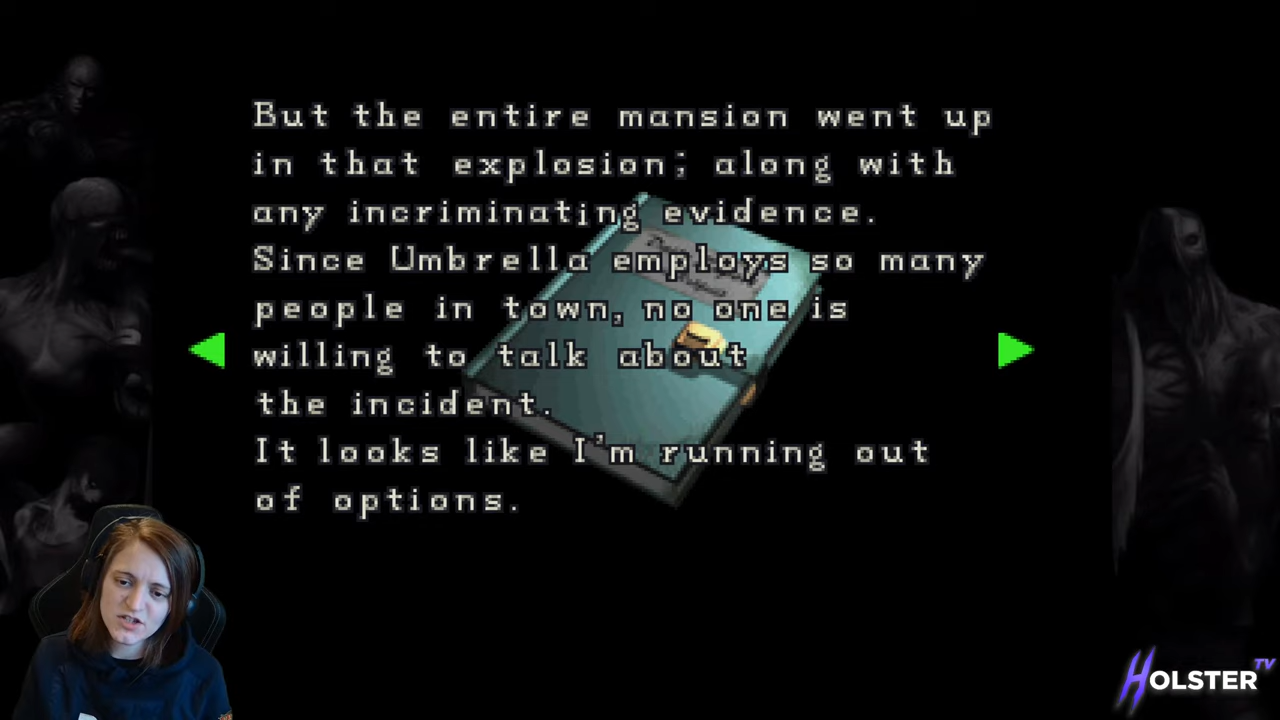 But the entire mansion went up
in that explosion; along with
any incriminating evidence.
Since Umbrella employs so many
people in town, no one is
willing to talk about
the incident.
It looks like I'm running out
of options.
HOLSTER TV